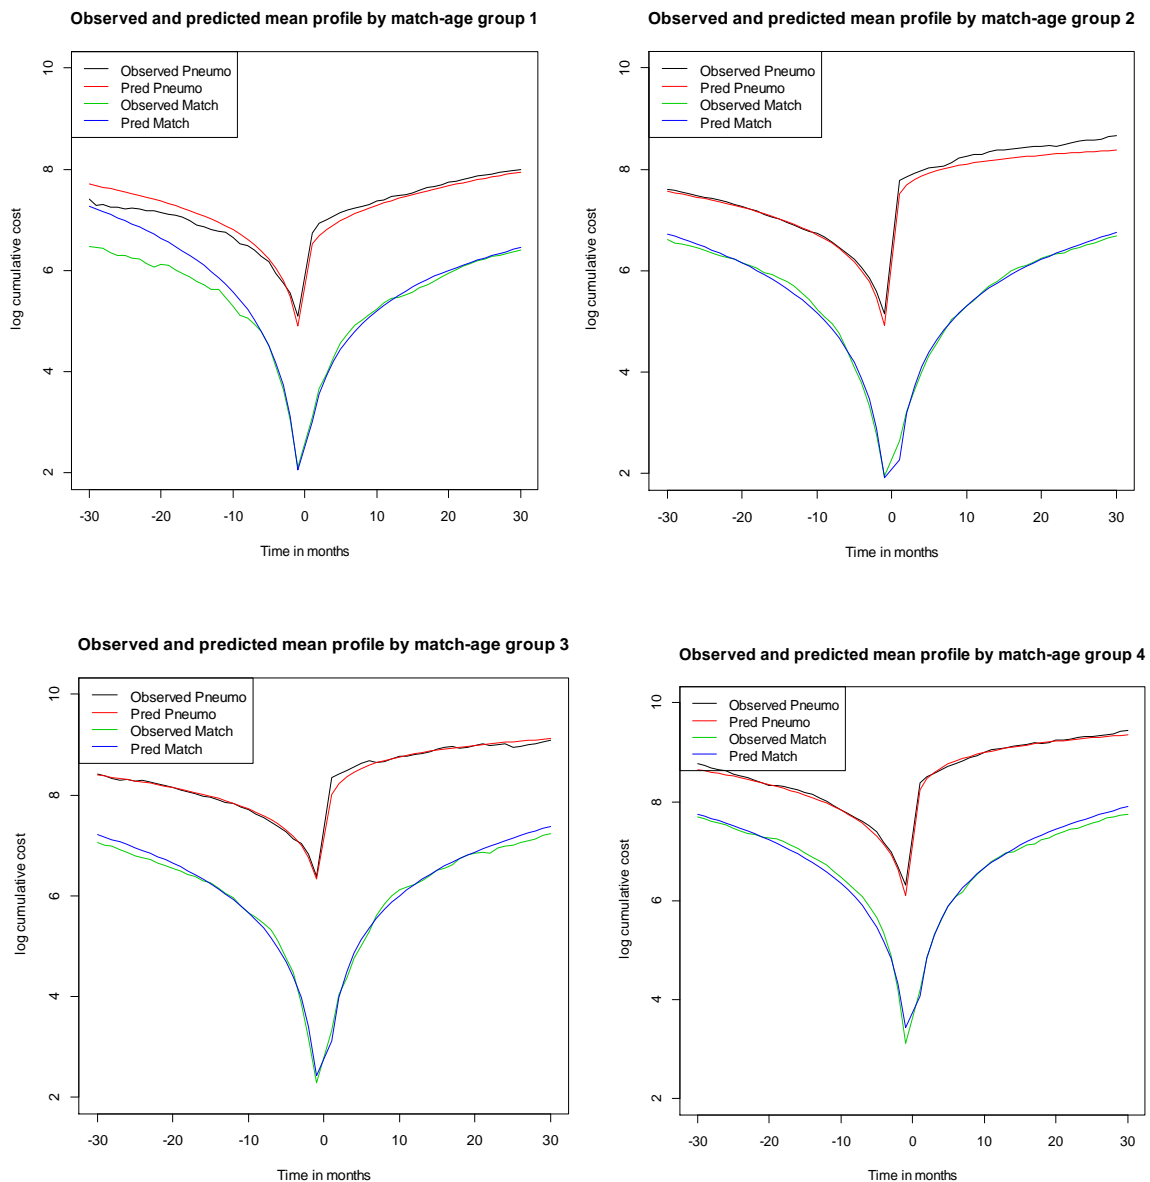 Observed and predicted mean profile by match-age group 1
Observed Pneumo
Pred Pneumo
Observed Match
Pred Match
log cumulative cost
10
8
6
4
2
-30
-20
-10
0
10
20
30
Time in months
Observed and predicted mean profile by match-age group 2
Observed Pneumo
Pred Pneumo
Observed Match
Pred Match
log cumulative cost
10
8
6
4
2
-30
-20
-10
0
10
20
30
Time in months
Observed and predicted mean profile by match-age group 3
Observed Pneumo
Pred Pneumo
Observed Match
Pred Match
log cumulative cost
10
8
6
4
2
-30
-20
-10
0
10
20
30
Time in months
Observed and predicted mean profile by match-age group 4
Observed Pneumo
Pred Pneumo
Observed Match
Pred Match
log cumulative cost
10
8
6
4
2
-30
-20
-10
0
10
20
30
Time in months